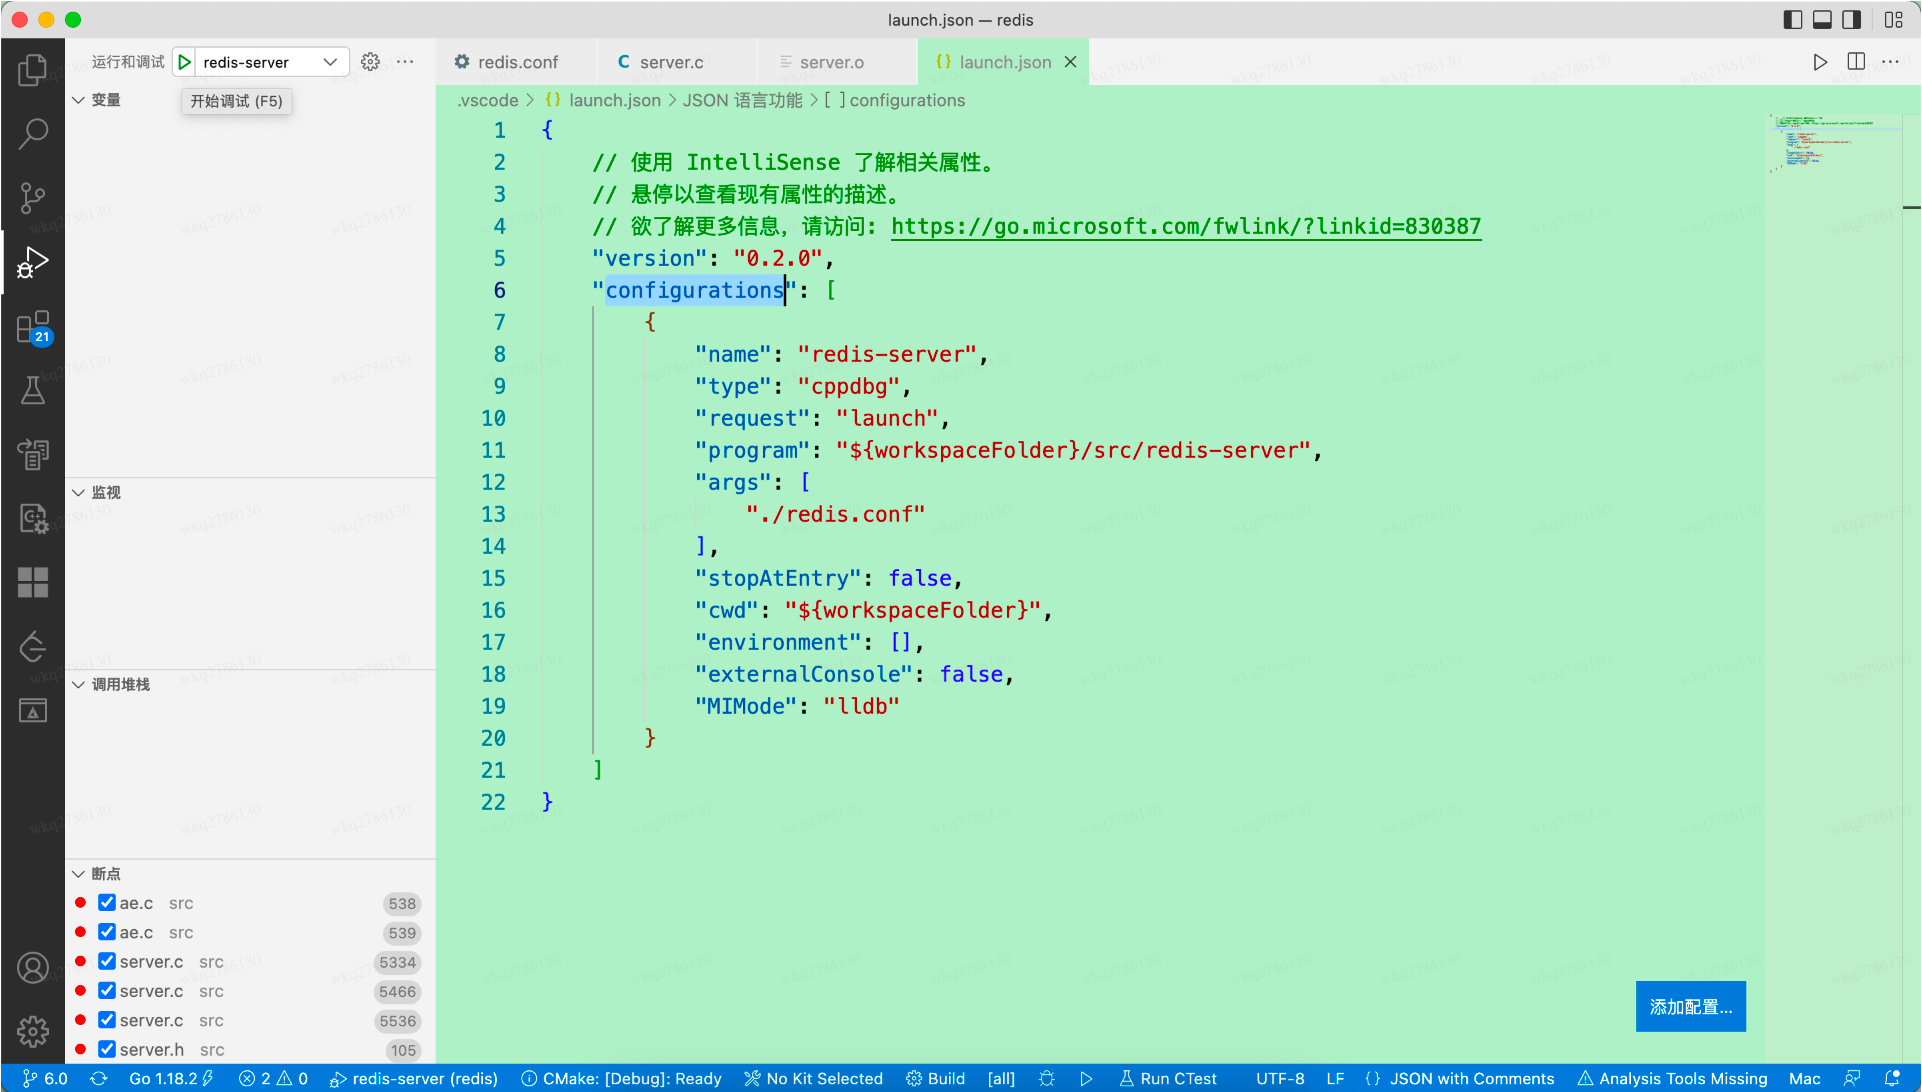 launch.json — redis
运行和调试 redis-server
开始调试 (F5)
变量
监视
调用堆栈
断点
ae.c src 538
ae.c src 539
server.c src 5334
server.c src 5466
server.c src 5536
server.h src 105
21
redis.conf
C server.c
server.o
{} launch.json
.vscode > {} launch.json > JSON 语言功能 > [ ] configurations
1 {
2 // 使用 IntelliSense 了解相关属性。
3 // 悬停以查看现有属性的描述。
4 // 欲了解更多信息，请访问: https://go.microsoft.com/fwlink/?linkid=830387
5 "version": "0.2.0",
6 "configurations": [
7 {
8 "name": "redis-server",
9 "type": "cppdbg",
10 "request": "launch",
11 "program": "${workspaceFolder}/src/redis-server",
12 "args": [
13 "./redis.conf"
14 ],
15 "stopAtEntry": false,
16 "cwd": "${workspaceFolder}",
17 "environment": [],
18 "externalConsole": false,
19 "MIMode": "lldb"
20 }
21 ]
22 }
添加配置...
6.0 Go 1.18.2 2 0 redis-server (redis) CMake: [Debug]: Ready No Kit Selected Build [all] Run CTest UTF-8 LF {} JSON with Comments Analysis Tools Missing Mac
wkq2786130